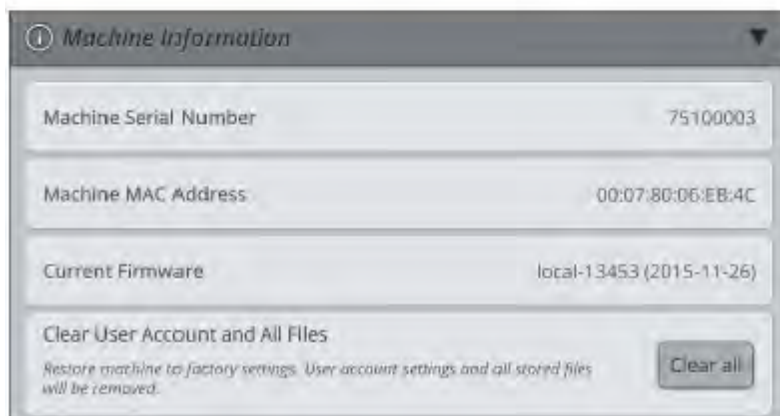 Machine Information
Machine Serial Number 75100003
Machine MAC Address 00:07:80:06:EB:4C
Current Firmware local-13453 (2015-11-26)
Clear User Account and All Files
Restore machine to factory settings. User account settings and all stored files
will be removed.
Clear all